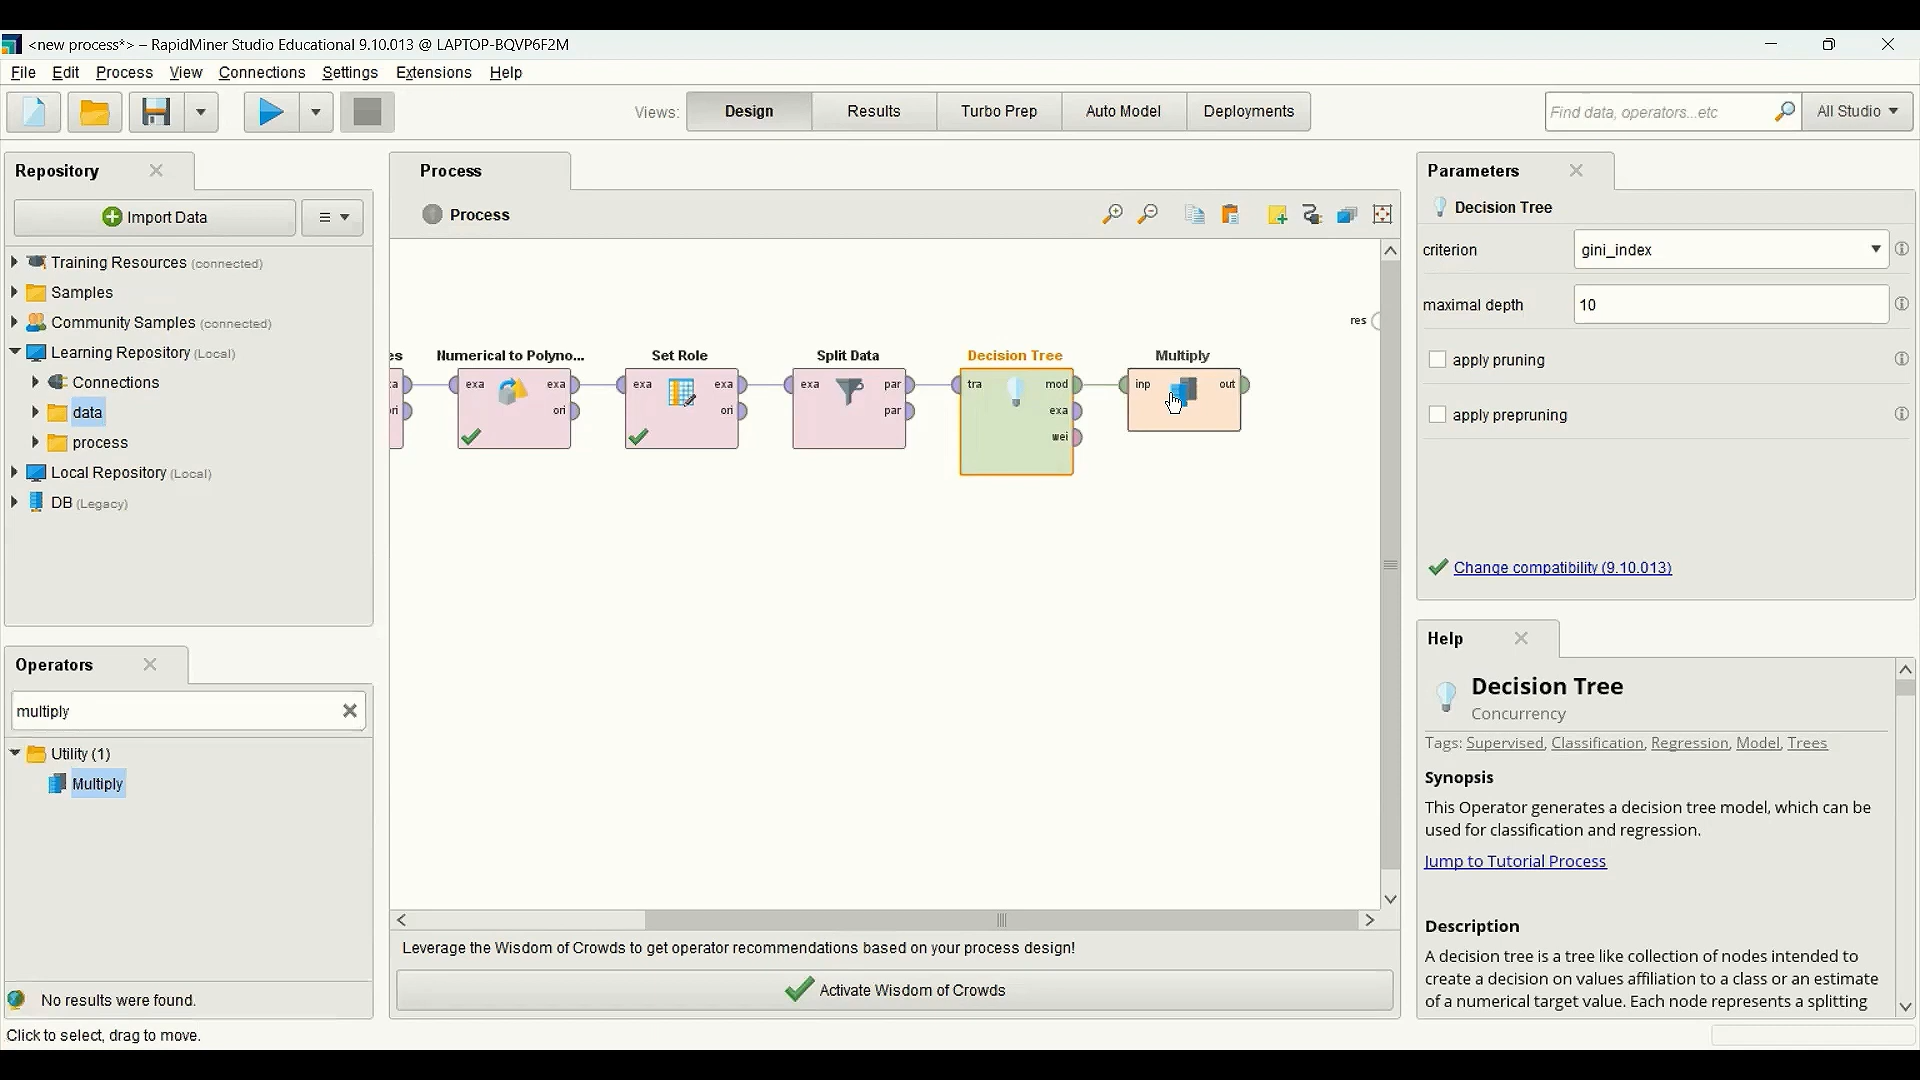 <new process*> – RapidMiner Studio Educational 9.10.013 @ LAPTOP-BQVP6F2M
File Edit Process View Connections Settings Extensions Help
Views: Design Results Turbo Prep Auto Model Deployments
Find data, operators...etc
All Studio
Repository
Import Data
Training Resources (connected)
Samples
Community Samples (connected)
Learning Repository (Local)
Connections
data
process
Local Repository (Local)
DB (Legacy)
Operators
multiply
Utility (1)
Multiply
No results were found.
Click to select, drag to move.
Process
Process
res
es Numerical to Polyno... Set Role Split Data Decision Tree Multiply
exa exa exa exa exa par tra mod inp out
ori ori par exa
wei
Leverage the Wisdom of Crowds to get operator recommendations based on your process design!
Activate Wisdom of Crowds
Parameters
Decision Tree
criterion gini_index
maximal depth 10
apply pruning
apply prepruning
Change compatibility (9.10.013)
Help
Decision Tree
Concurrency
Tags: Supervised, Classification, Regression, Model, Trees
Synopsis
This Operator generates a decision tree model, which can be
used for classification and regression.
Jump to Tutorial Process
Description
A decision tree is a tree like collection of nodes intended to
create a decision on values affiliation to a class or an estimate
of a numerical target value. Each node represents a splitting